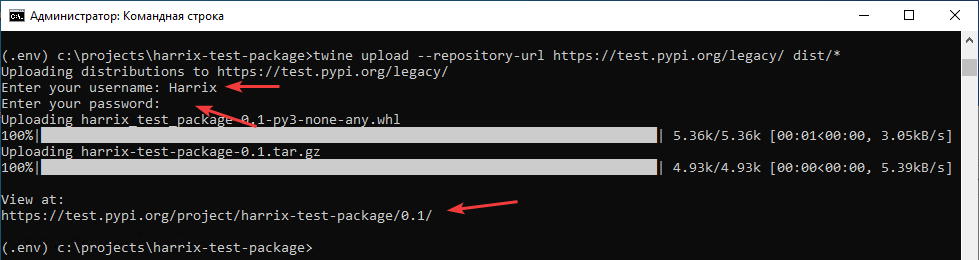 Администратор: Командная строка
(.env) c:\projects\harrix-test-package>twine upload --repository-url https://test.pypi.org/legacy/ dist/*
Uploading distributions to https://test.pypi.org/legacy/
Enter your username: Harrix
Enter your password:
Uploading harrix_test_package-0.1-py3-none-any.whl
100%| | 5.36k/5.36k [00:01<00:00, 3.05kB/s]
Uploading harrix-test-package-0.1.tar.gz
100%| | 4.93k/4.93k [00:00<00:00, 5.39kB/s]
View at:
https://test.pypi.org/project/harrix-test-package/0.1/
(.env) c:\projects\harrix-test-package>